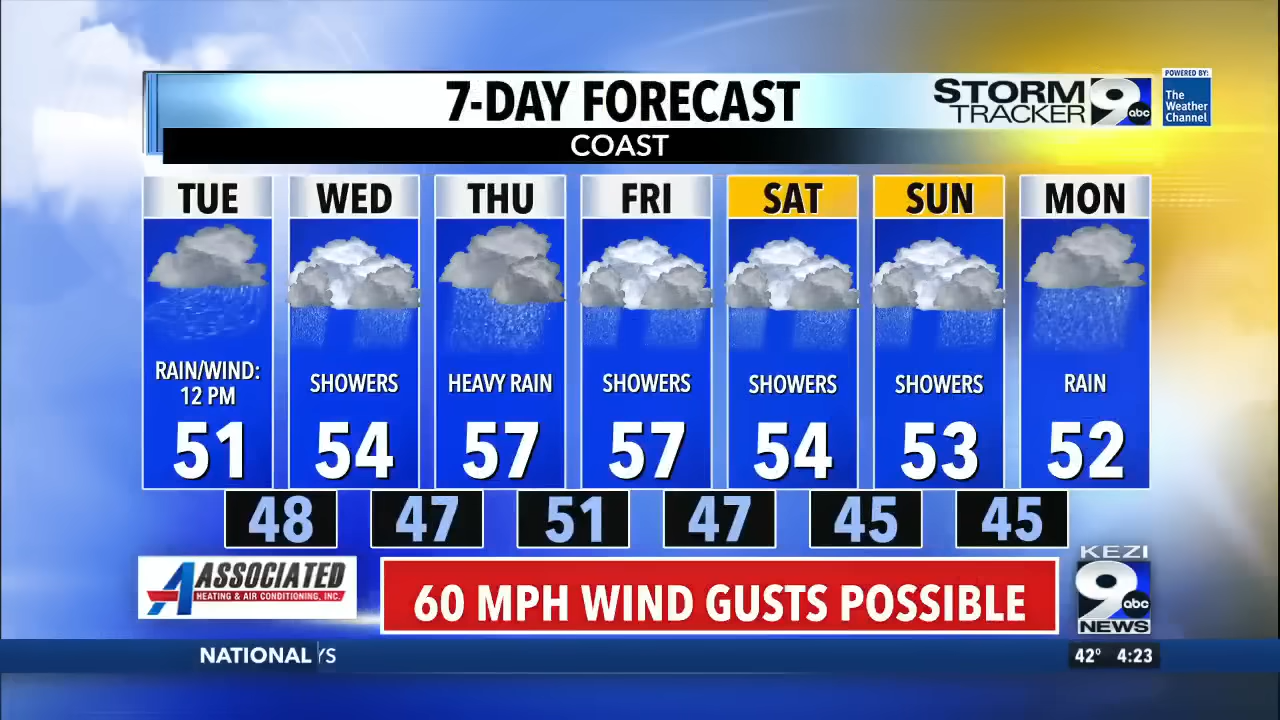 7-DAY FORECAST
COAST
STORM
TRACKER
9
abc
POWERED BY:
The
Weather
Channel
TUE
WED
THU
FRI
SAT
SUN
MON
RAIN/WIND:
12 PM
SHOWERS
HEAVY RAIN
SHOWERS
SHOWERS
SHOWERS
RAIN
51
54
57
57
54
53
52
48
47
51
47
45
45
ASSOCIATED
HEATING & AIR CONDITIONING, INC.
60 MPH WIND GUSTS POSSIBLE
KEZI
9
abc
NEWS
NATIONAL
42° 4:23